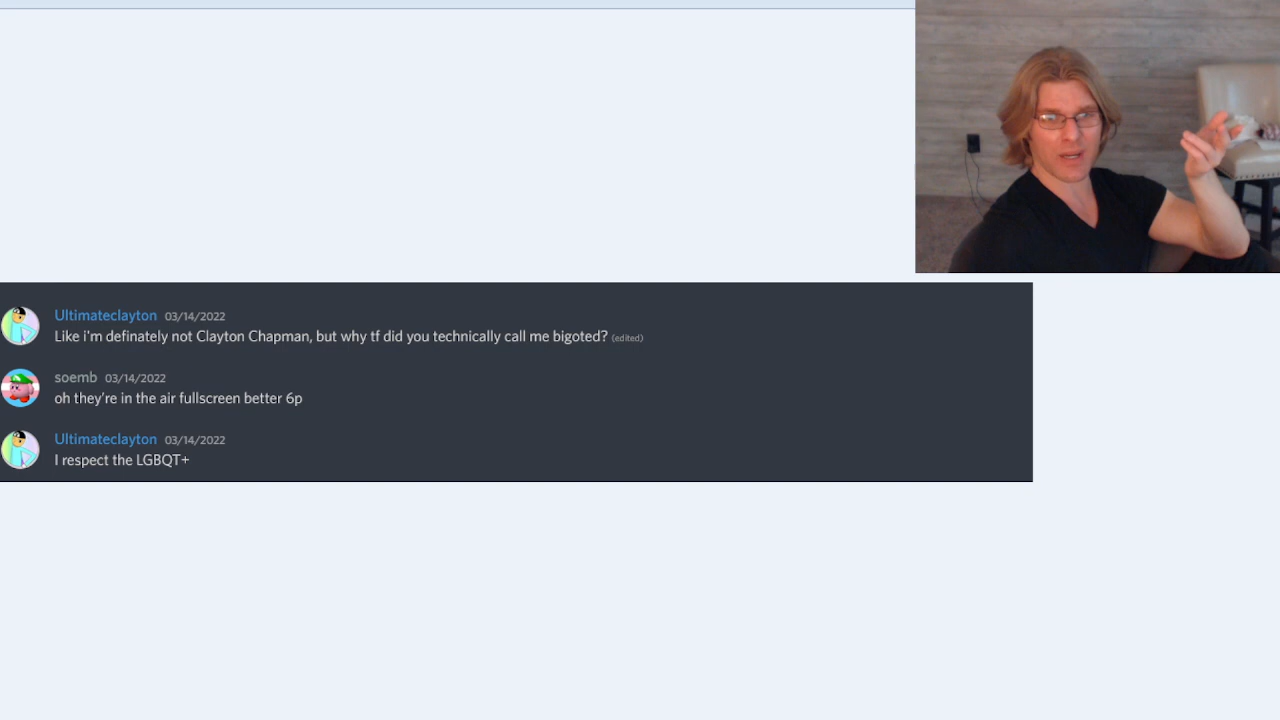 Ultimateclayton 03/14/2022
Like i'm definately not Clayton Chapman, but why tf did you technically call me bigoted? (edited)
soemb 03/14/2022
oh they're in the air fullscreen better 6p
Ultimateclayton 03/14/2022
I respect the LGBQT+